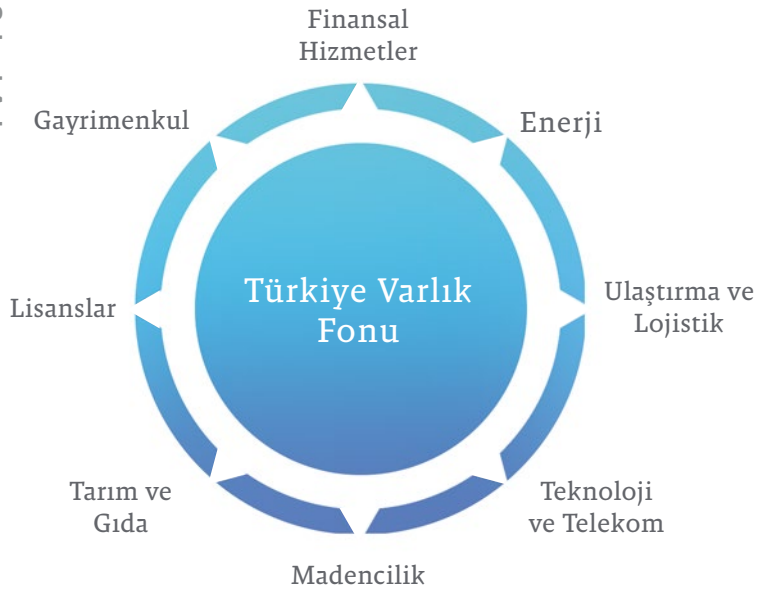 Finansal
Hizmetler
Enerji
Ulaştırma ve
Lojistik
Teknoloji
ve Telekom
Madencilik
Tarım ve
Gıda
Lisanslar
Gayrimenkul
Türkiye Varlık
Fonu